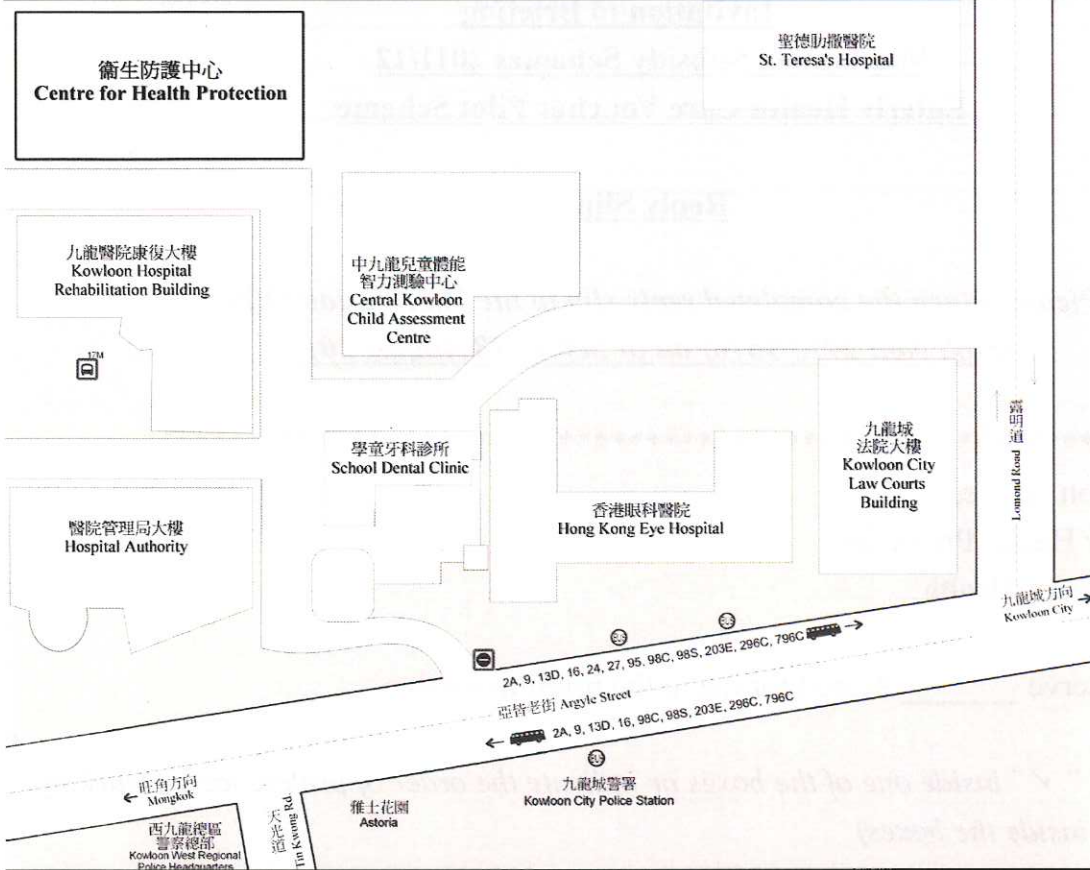 衞生防護中心
Centre for Health Protection
聖德肋撒醫院
St. Teresa's Hospital
九龍醫院康復大樓
Kowloon Hospital
Rehabilitation Building
17M
中九龍兒童體能
智力測驗中心
Central Kowloon
Child Assessment
Centre
學童牙科診所
School Dental Clinic
九龍城
法院大樓
Kowloon City
Law Courts
Building
露明道
Lomond Road
香港眼科醫院
Hong Kong Eye Hospital
醫院管理局大樓
Hospital Authority
九龍城方向
Kowloon City
2A, 9, 13D, 16, 24, 27, 95, 98C, 98S, 203E, 296C, 796C
亞皆老街 Argyle Street
2A, 9, 13D, 16, 98C, 98S, 203E, 296C, 796C
九龍城警署
Kowloon City Police Station
旺角方向
Mongkok
雅士花園
Astoria
天光道
Tin Kwong Rd
西九龍總區
警察總部
Kowloon West Regional
Police Headquarters